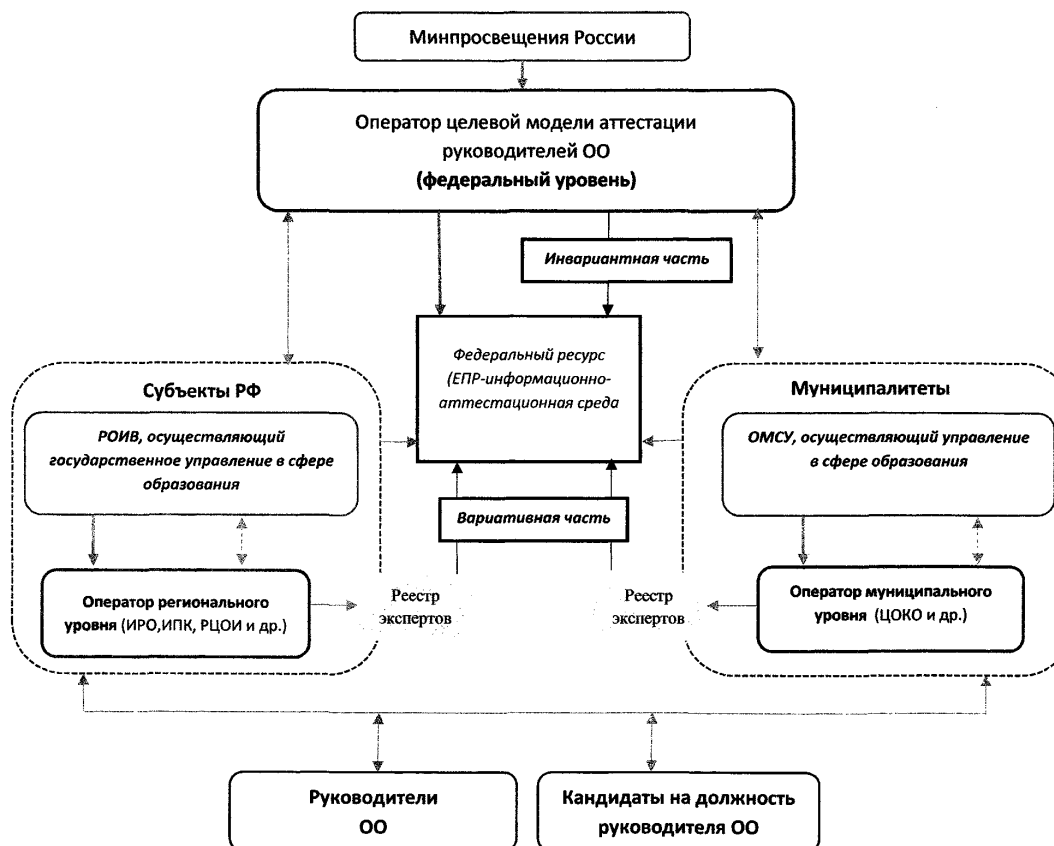 Минпросвещения России
Оператор целевой модели аттестации
руководителей ОО
(федеральный уровень)
Инвариантная часть
Федеральный ресурс
(ЕПР-информационно-
аттестационная среда
Субъекты РФ
РОИВ, осуществляющий
государственное управление в сфере
образования
Муниципалитеты
ОМСУ, осуществляющий управление
в сфере образования
Вариативная часть
Оператор регионального
уровня (ИРО,ИПК, РЦОИ и др.)
Реестр
экспертов
Реестр
экспертов
Оператор муниципального
уровня (ЦОКО и др.)
Руководители
ОО
Кандидаты на должность
руководителя ОО